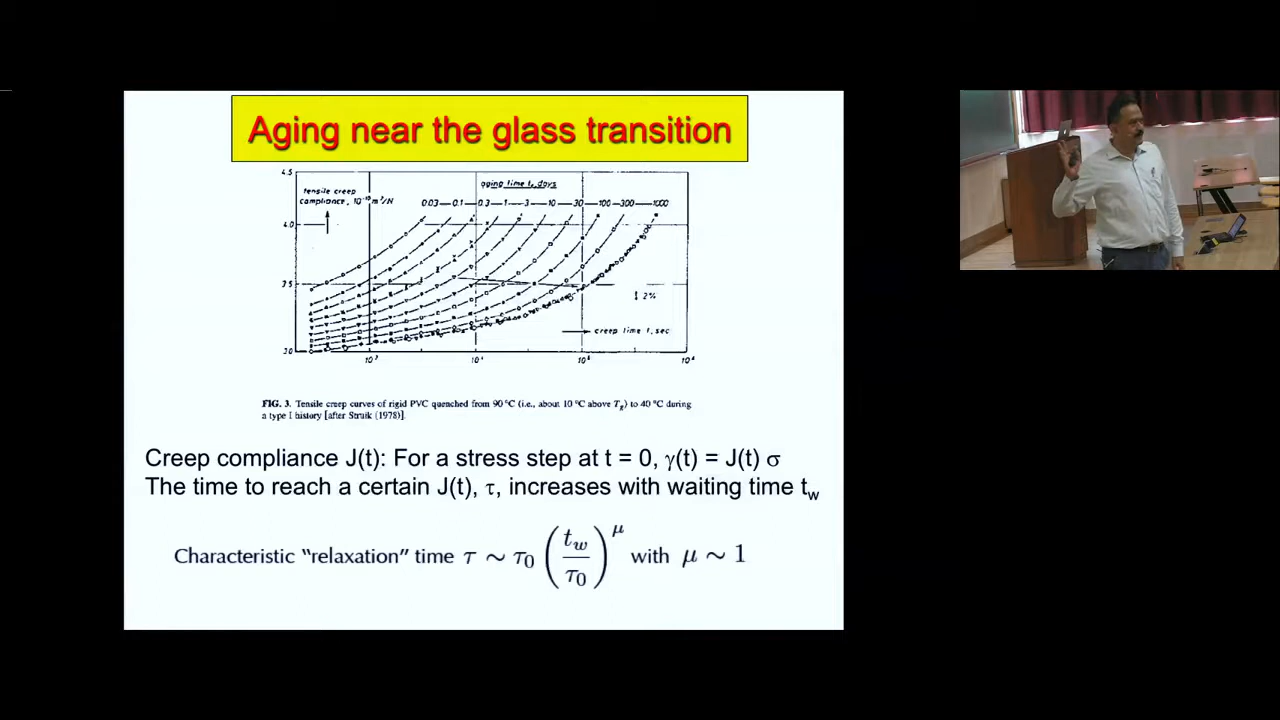 Aging near the glass transition
4.5
tensile creep
compliance, 10⁻¹⁰ m²/N
aging time tₑ, days
0.03—0.1—0.3—1—3—10—30—100—300—1000
4.0
3.5
2%
creep time t, sec
3.0
FIG. 3. Tensile creep curves of rigid PVC quenched from 90 °C (i.e., about 10 °C above Tg) to 40 °C during
a type I history [after Struik (1978)].
Creep compliance J(t): For a stress step at t = 0, γ(t) = J(t) σ
The time to reach a certain J(t), τ, increases with waiting time tw
Characteristic "relaxation" time τ ∼ τ0 (tw/τ0)^μ with μ ∼ 1